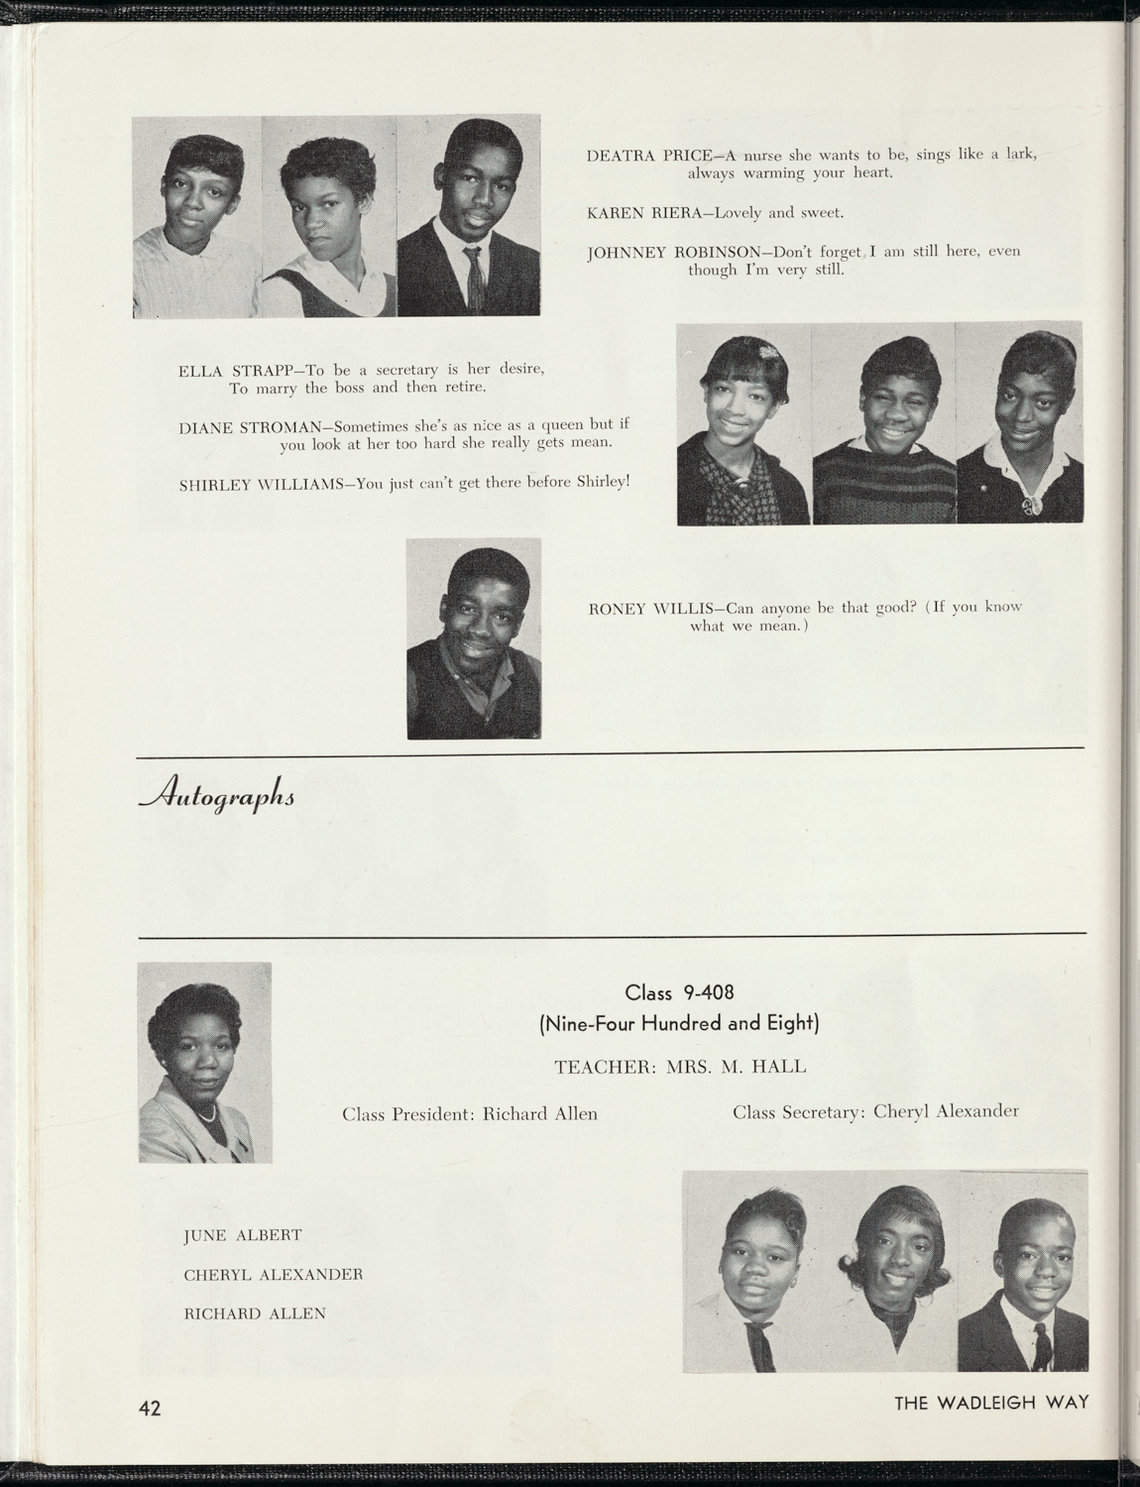 DEATRA PRICE—A nurse she wants to be, sings like a lark,
always warming your heart.
KAREN RIERA—Lovely and sweet.
JOHNNEY ROBINSON—Don't forget I am still here, even
though I'm very still.
ELLA STRAPP—To be a secretary is her desire,
To marry the boss and then retire.
DIANE STROMAN—Sometimes she's as nice as a queen but if
you look at her too hard she really gets mean.
SHIRLEY WILLIAMS—You just can't get there before Shirley!
RONEY WILLIS—Can anyone be that good? (If you know
what we mean.)
Autographs
Class 9-408
(Nine-Four Hundred and Eight)
TEACHER: MRS. M. HALL
Class President: Richard Allen
Class Secretary: Cheryl Alexander
JUNE ALBERT
CHERYL ALEXANDER
RICHARD ALLEN
42
THE WADLEIGH WAY